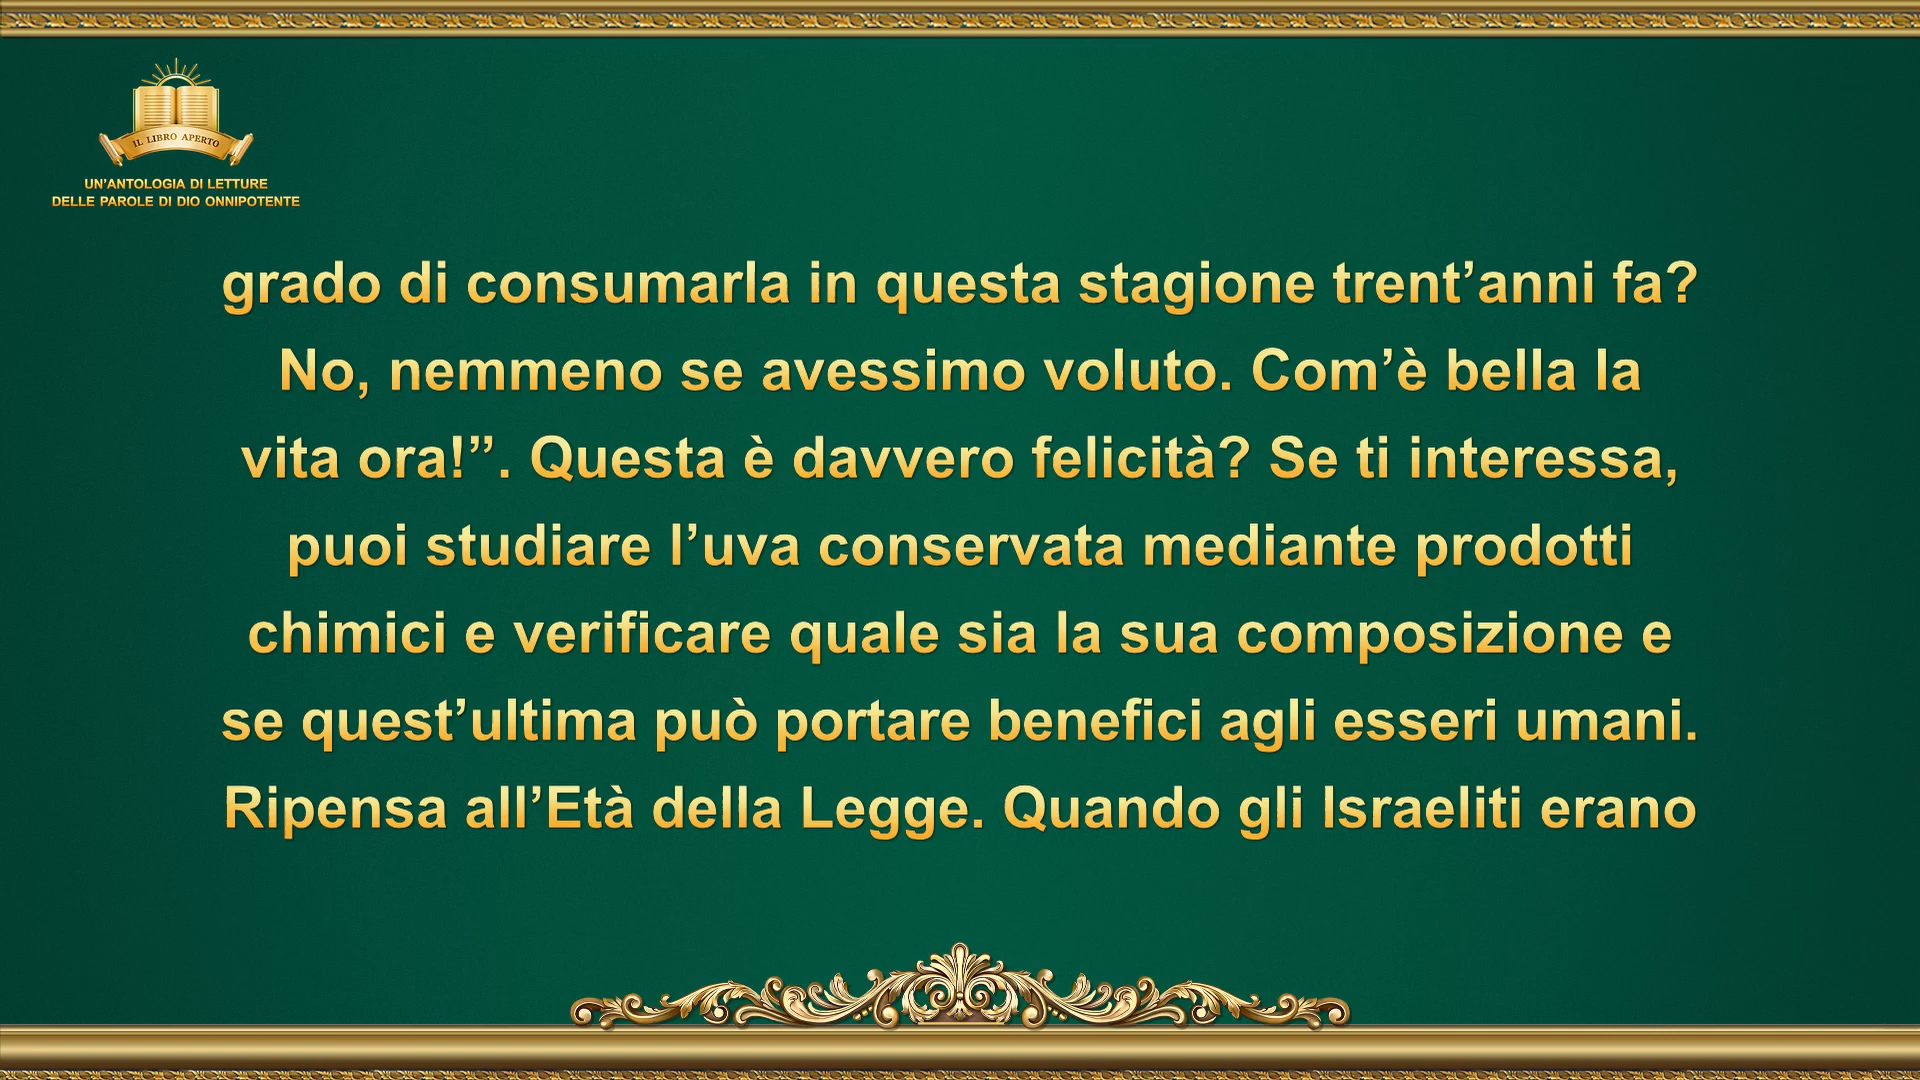 IL LIBRO APERTO
UN’ANTOLOGIA DI LETTURE
DELLE PAROLE DI DIO ONNIPOTENTE
grado di consumarla in questa stagione trent’anni fa?
No, nemmeno se avessimo voluto. Com’è bella la
vita ora!”. Questa è davvero felicità? Se ti interessa,
puoi studiare l’uva conservata mediante prodotti
chimici e verificare quale sia la sua composizione e
se quest’ultima può portare benefici agli esseri umani.
Ripensa all’Età della Legge. Quando gli Israeliti erano